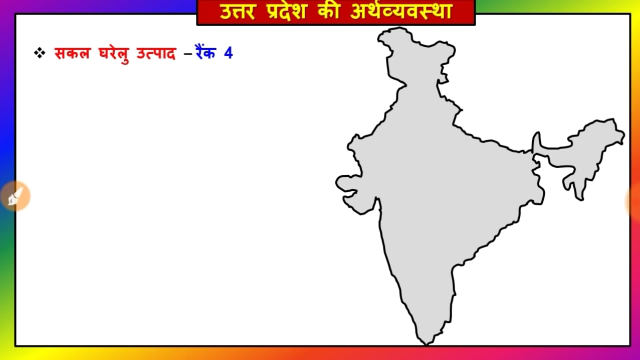 उत्तर प्रदेश की अर्थव्यवस्था
❖ सकल घरेलु उत्पाद – रैंक 4